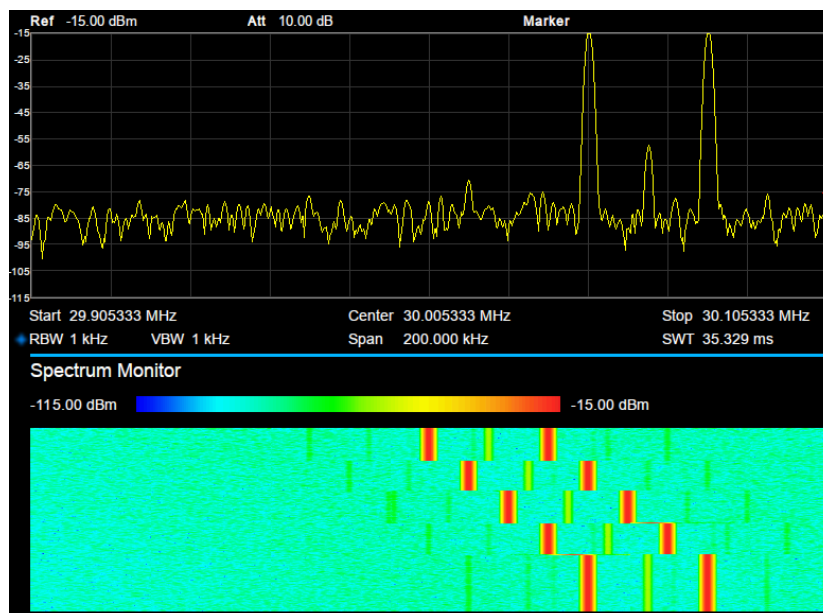 Ref -15.00 dBm Att 10.00 dB Marker
-15
-25
-35
-45
-55
-65
-75
-85
-95
-105
-115
Start 29.905333 MHz Center 30.005333 MHz Stop 30.105333 MHz
RBW 1 kHz VBW 1 kHz Span 200.000 kHz SWT 35.329 ms
Spectrum Monitor
-115.00 dBm -15.00 dBm